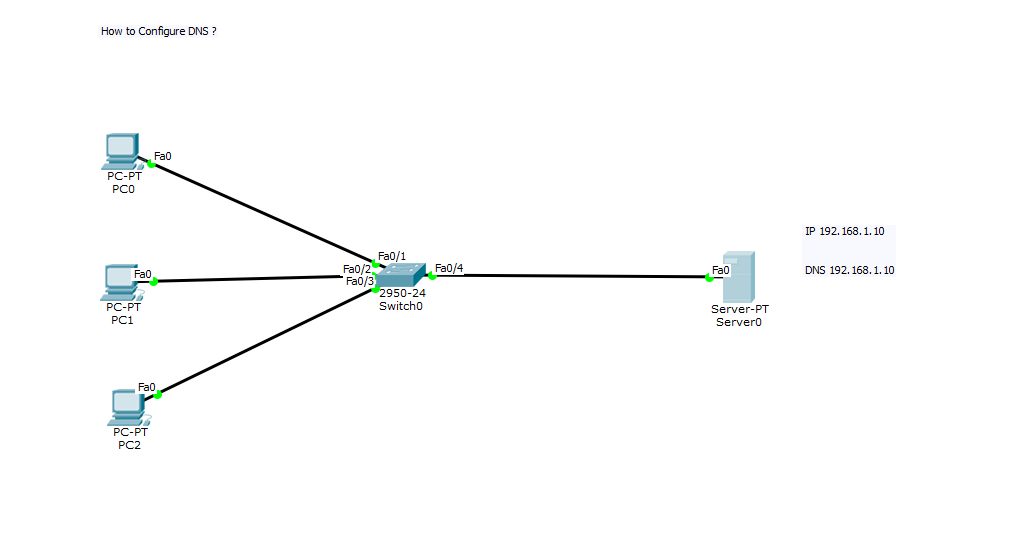 How to Configure DNS ?
Fa0
PC-PT
PC0
Fa0
PC-PT
PC1
Fa0
PC-PT
PC2
Fa0/1
Fa0/2
Fa0/3
Fa0/4
2950-24
Switch0
Fa0
Server-PT
Server0
IP 192.168.1.10
DNS 192.168.1.10